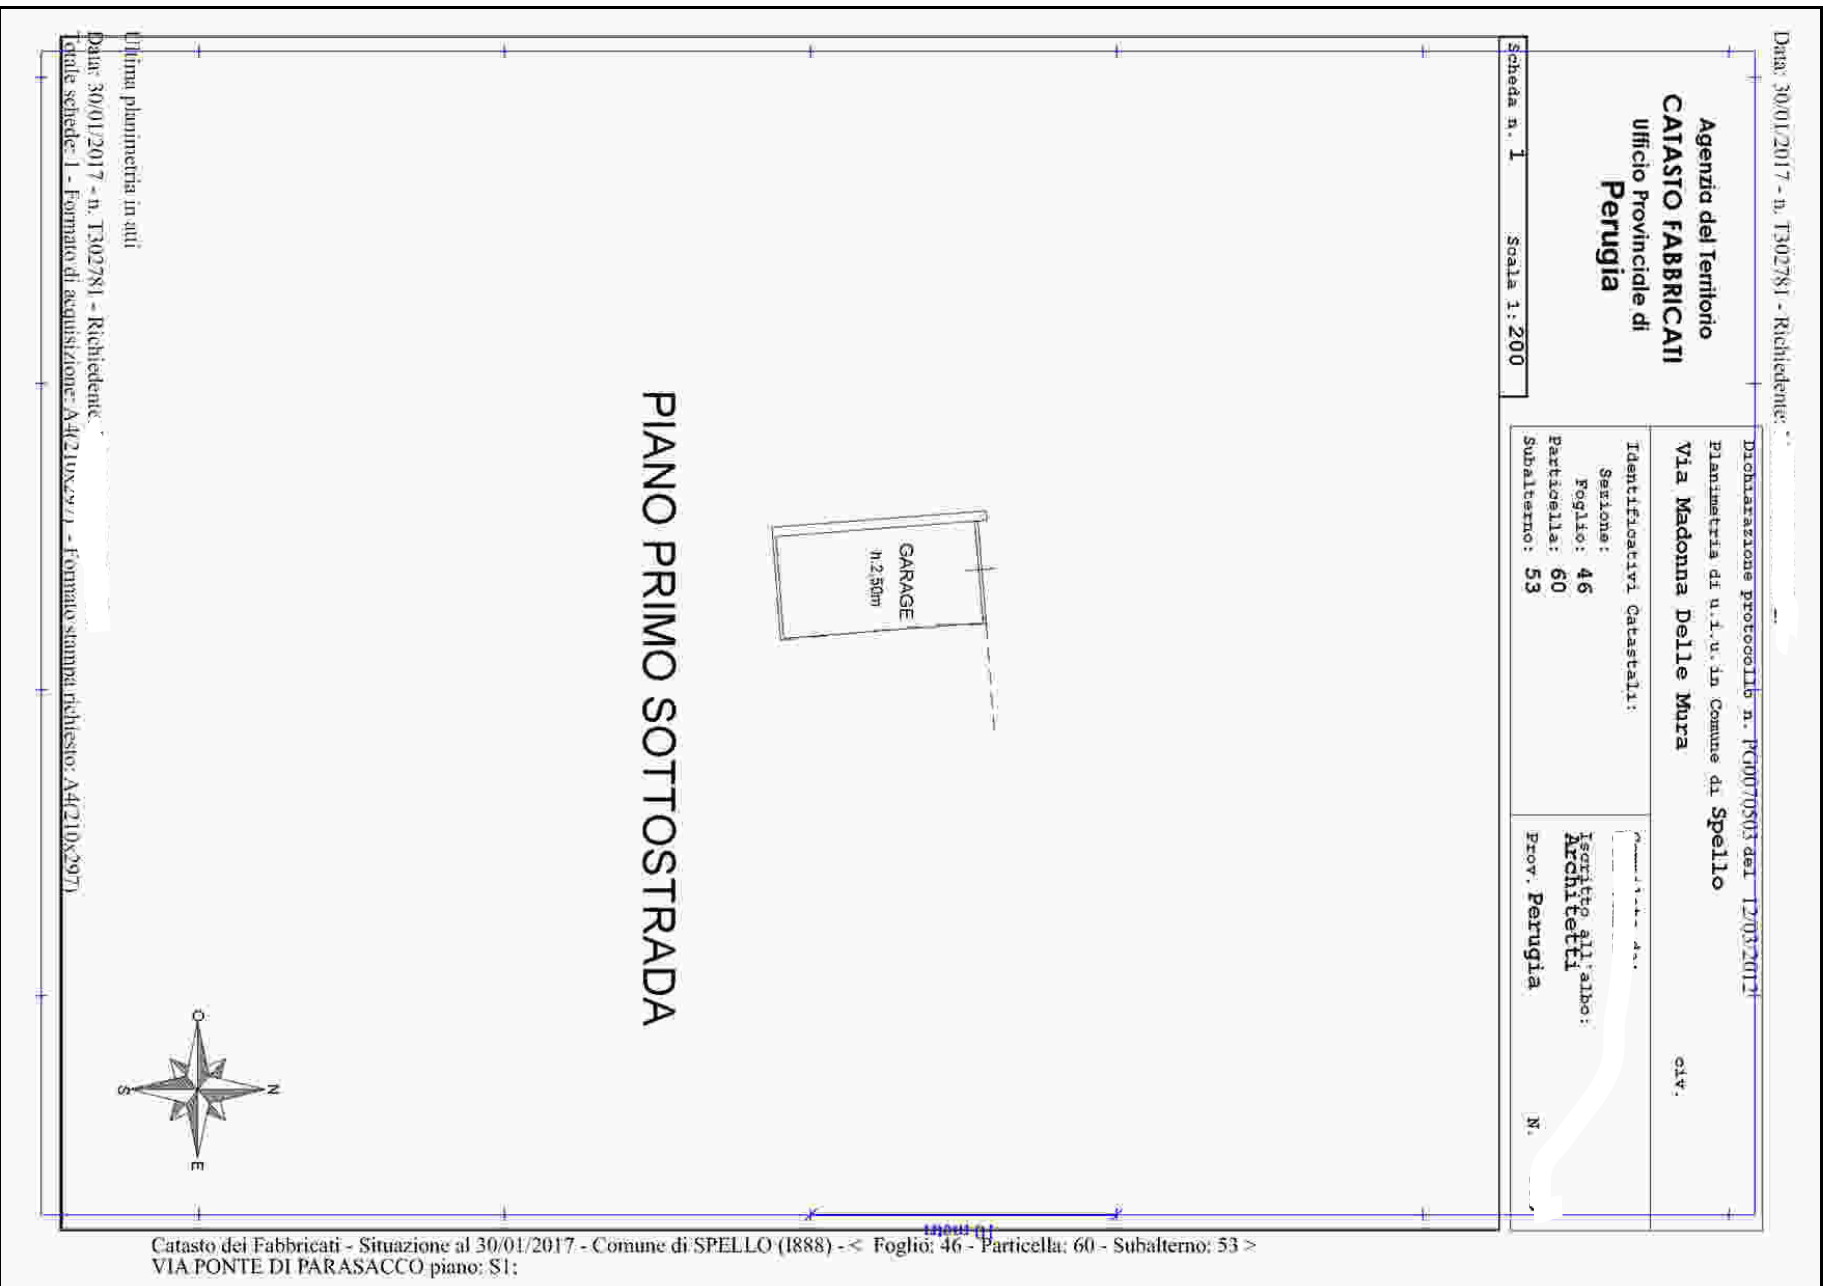 Data: 30/01/2017 - n. T302781 - Richiedente:
Agenzia del Territorio
CATASTO FABBRICATI
Ufficio Provinciale di
Perugia
Dichiarazione protocollo n. PG0070503 del 12/03/2012
Planimetria di u.i.u. in Comune di Spello
Via Madonna Delle Mura civ.
Identificativi Catastali:
Sezione:
Foglio: 46
Particella: 60
Subalterno: 53
Iscritto all'albo:
Architetti
Prov. Perugia N.
Scheda n. 1 Scala 1: 200
GARAGE
h.2,50m
PIANO PRIMO SOTTOSTRADA
O
N
S
E
10 metri
Ultima planimetria in atti
Data: 30/01/2017 - n. T302781 - Richiedente
Totale schede: 1 - Formato di acquisizione: A4(210x297) - Formato stampa richiesto: A4(210x297)
Catasto dei Fabbricati - Situazione al 30/01/2017 - Comune di SPELLO (I888) - < Foglio: 46 - Particella: 60 - Subalterno: 53 >
VIA PONTE DI PARASACCO piano: S1;